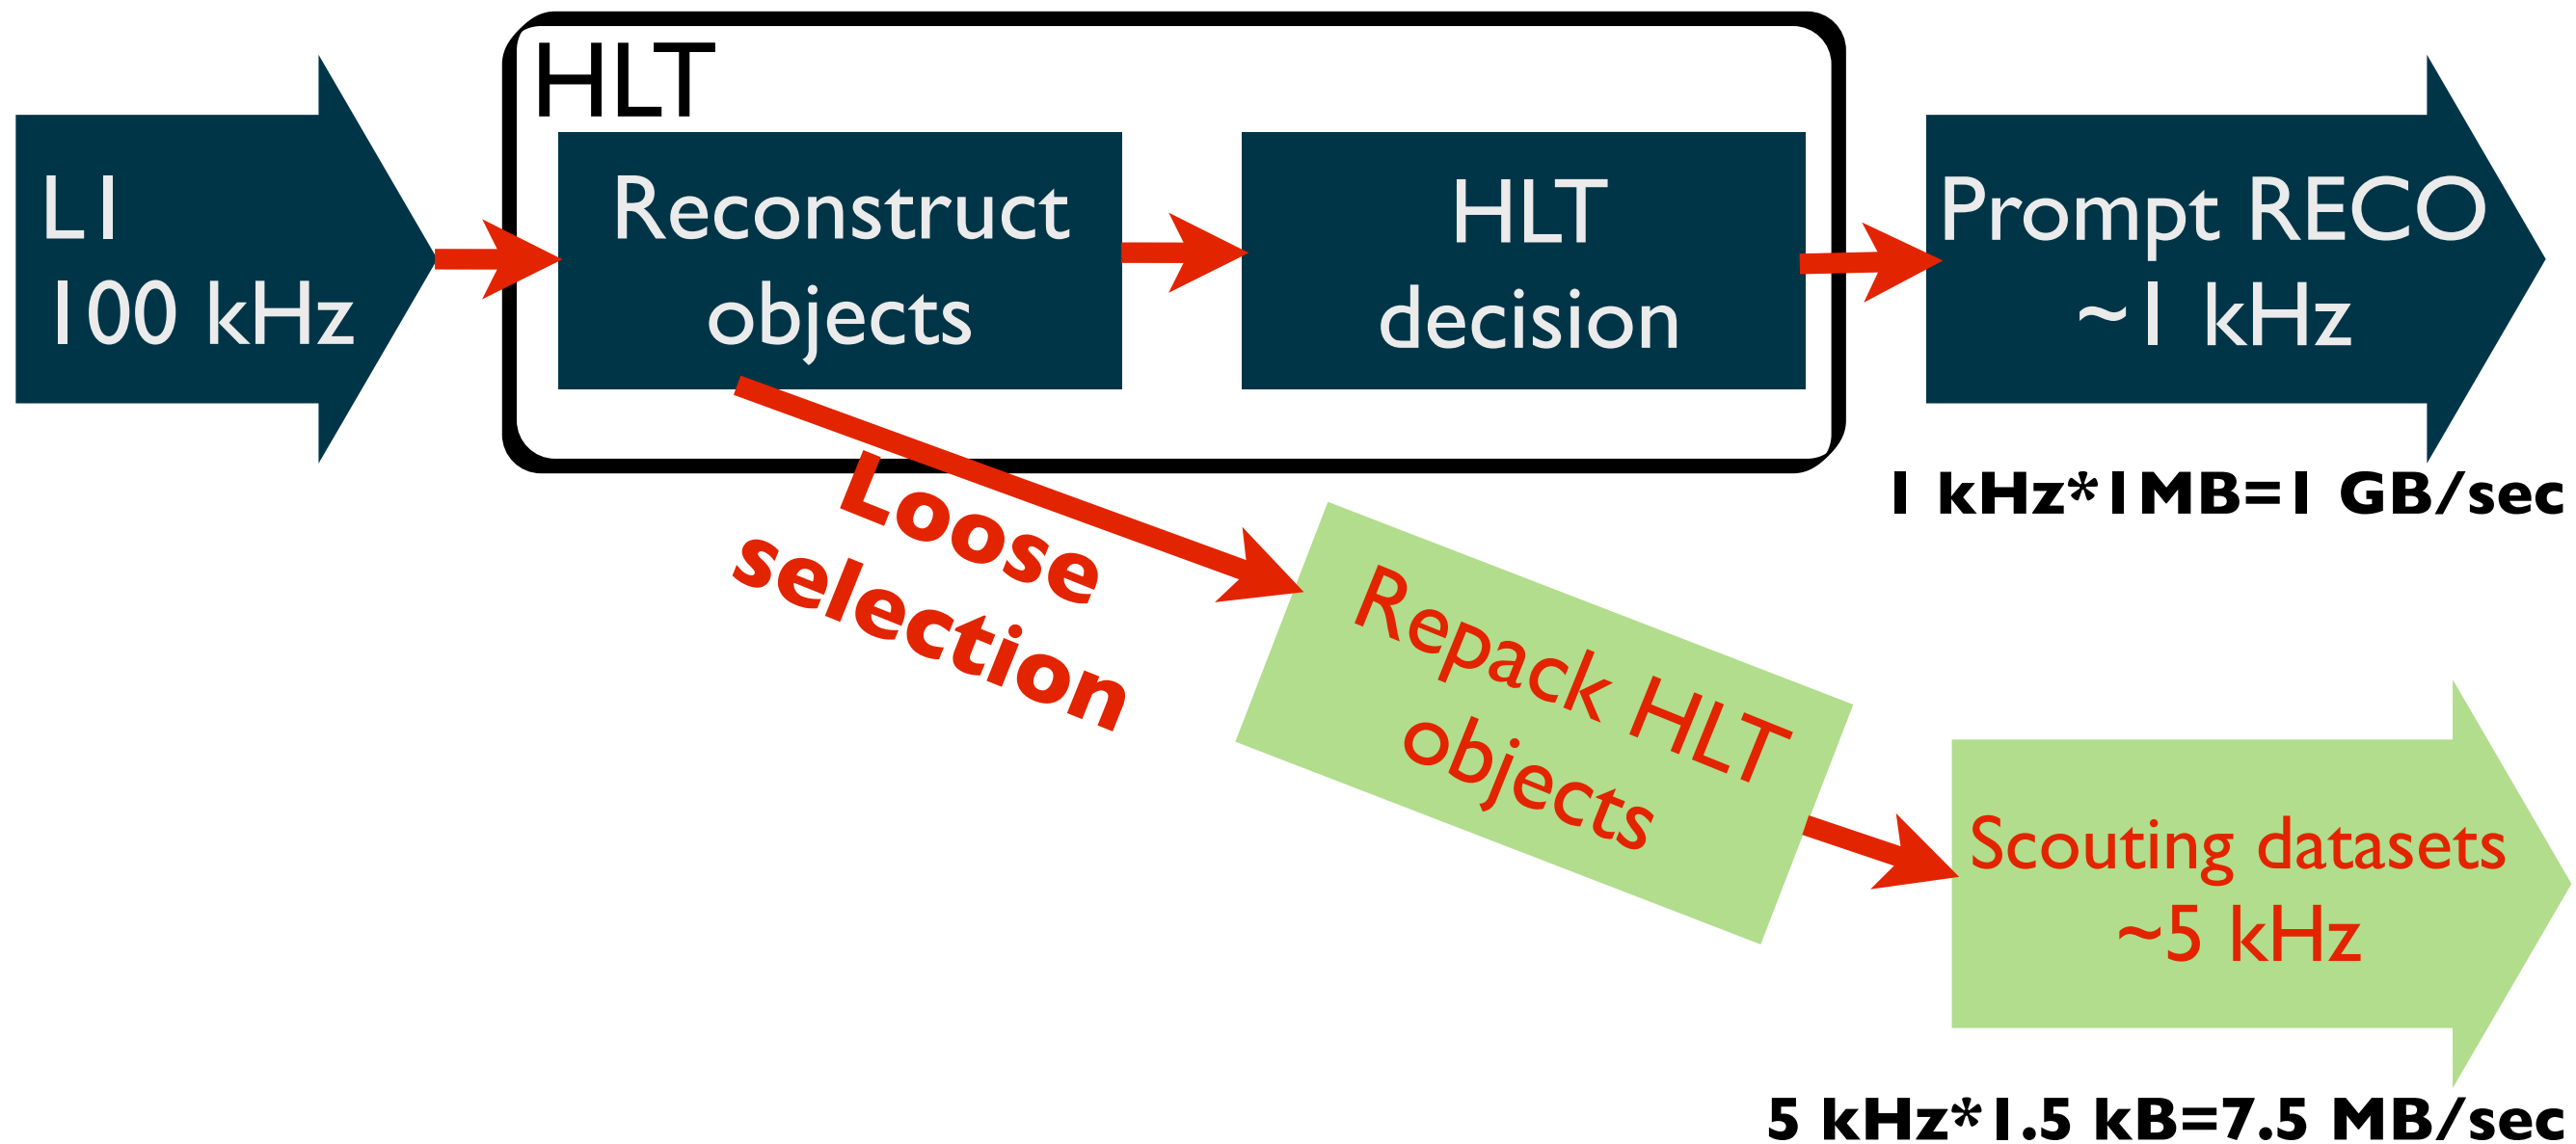 HLT
L1
100 kHz
Reconstruct
objects
HLT
decision
Prompt RECO
~1 kHz
1 kHz*1MB=1 GB/sec
Loose
selection
Repack HLT
objects
Scouting datasets
~5 kHz
5 kHz*1.5 kB=7.5 MB/sec